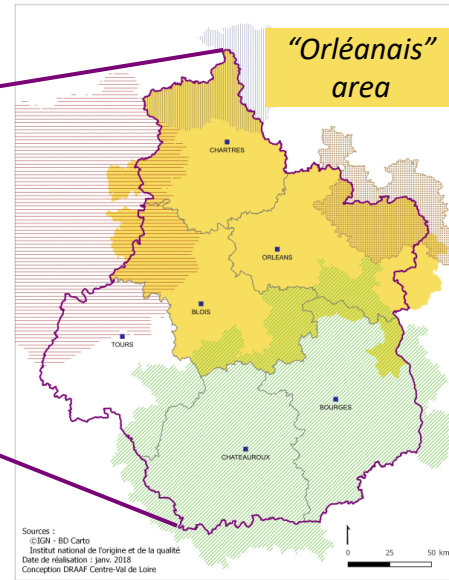 “Orléanais”
area
CHARTRES
ORLEANS
BLOIS
TOURS
BOURGES
CHATEAUROUX
Sources :
©IGN - BD Carto
Institut national de l'origine et de la qualité
Date de réalisation : janv. 2018
Conception DRAAF Centre-Val de Loire
0 25 50 km